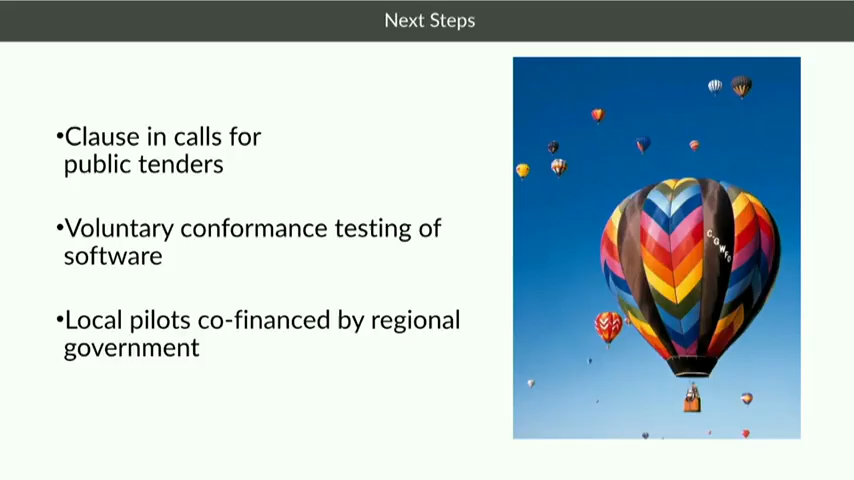 Next Steps
•Clause in calls for
public tenders
•Voluntary conformance testing of
software
•Local pilots co-financed by regional
government
C-GWFC